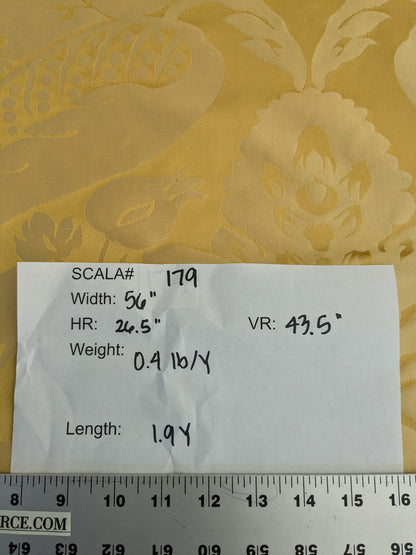 SCALA# 179
Width: 56"
HR: 26.5" VR: 43.5"
Weight: 0.4 lb/Y
Length: 1.9Y
8 9 10 11 12 13 14 15 16
RCE.COM